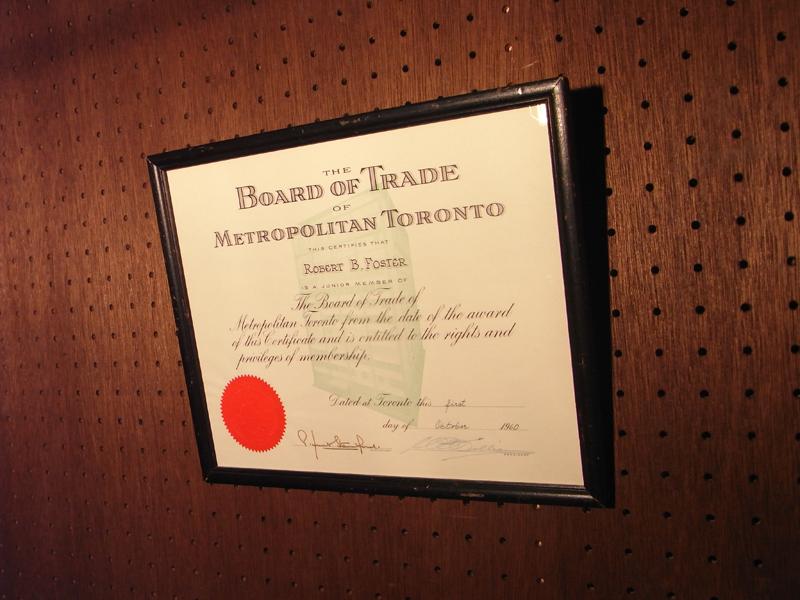 THE
BOARD OF TRADE
OF
METROPOLITAN TORONTO
THIS CERTIFIES THAT
ROBERT B. FOSTER
IS A JUNIOR MEMBER OF
The Board of Trade of
Metropolitan Toronto from the date of the award
of this Certificate and is entitled to the rights and
privileges of membership.
Dated at Toronto this first
day of October 1960
PRESIDENT